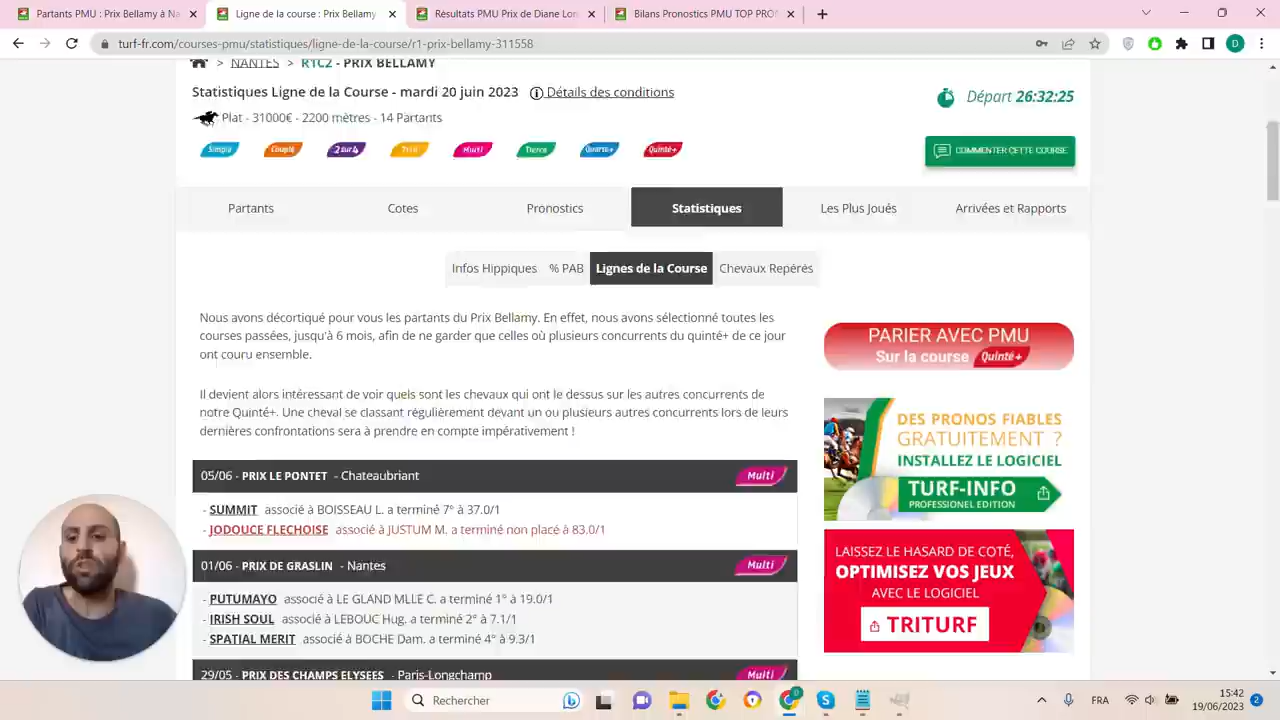 Prix PMU : Prix Bellamy à Na
Ligne de la course : Prix Bellamy
Résultats PMU Prix de Diane Lon
Bilans Pronostics PMU TOP PRO
turf-fr.com/courses-pmu/statistiques/ligne-de-la-course/r1-prix-bellamy-311558
D
> NANTES > R1C2 - PRIX BELLAMY
Statistiques Ligne de la Course - mardi 20 juin 2023 Détails des conditions
Départ 26:32:25
Plat - 31000€ - 2200 mètres - 14 Partants
Simple Couplé 2 sur 4 Trio Multi Tiercé Quarté+ Quinté+
COMMENTER CETTE COURSE
Partants Cotes Pronostics Statistiques Les Plus Joués Arrivées et Rapports
Infos Hippiques % PAB Lignes de la Course Chevaux Repérés
Nous avons décortiqué pour vous les partants du Prix Bellamy. En effet, nous avons sélectionné toutes les
courses passées, jusqu'à 6 mois, afin de ne garder que celles où plusieurs concurrents du quinté+ de ce jour
ont couru ensemble.
Il devient alors intéressant de voir quels sont les chevaux qui ont le dessus sur les autres concurrents de
notre Quinté+. Une cheval se classant régulièrement devant un ou plusieurs autres concurrents lors de leurs
dernières confrontations sera à prendre en compte impérativement !
PARIER AVEC PMU
Sur la course Quinté+
DES PRONOS FIABLES
GRATUITEMENT ?
INSTALLEZ LE LOGICIEL
TURF-INFO
PROFESSIONEL EDITION
05/06 - PRIX LE PONTET - Chateaubriant Multi
- SUMMIT associé à BOISSEAU L. a terminé 7° à 37.0/1
- JODOUCE FLECHOISE associé à JUSTUM M. a terminé non placé à 83.0/1
01/06 - PRIX DE GRASLIN - Nantes Multi
- PUTUMAYO associé à LE GLAND MLLE C. a terminé 1° à 19.0/1
- IRISH SOUL associé à LEBOUC Hug. a terminé 2° à 7.1/1
- SPATIAL MERIT associé à BOCHE Dam. a terminé 4° à 9.3/1
29/05 - PRIX DES CHAMPS ELYSEES - Paris-Longchamp Multi
LAISSEZ LE HASARD DE COTÉ,
OPTIMISEZ VOS JEUX
AVEC LE LOGICIEL
TRITURF
Rechercher
FRA
15:42
19/06/2023
2